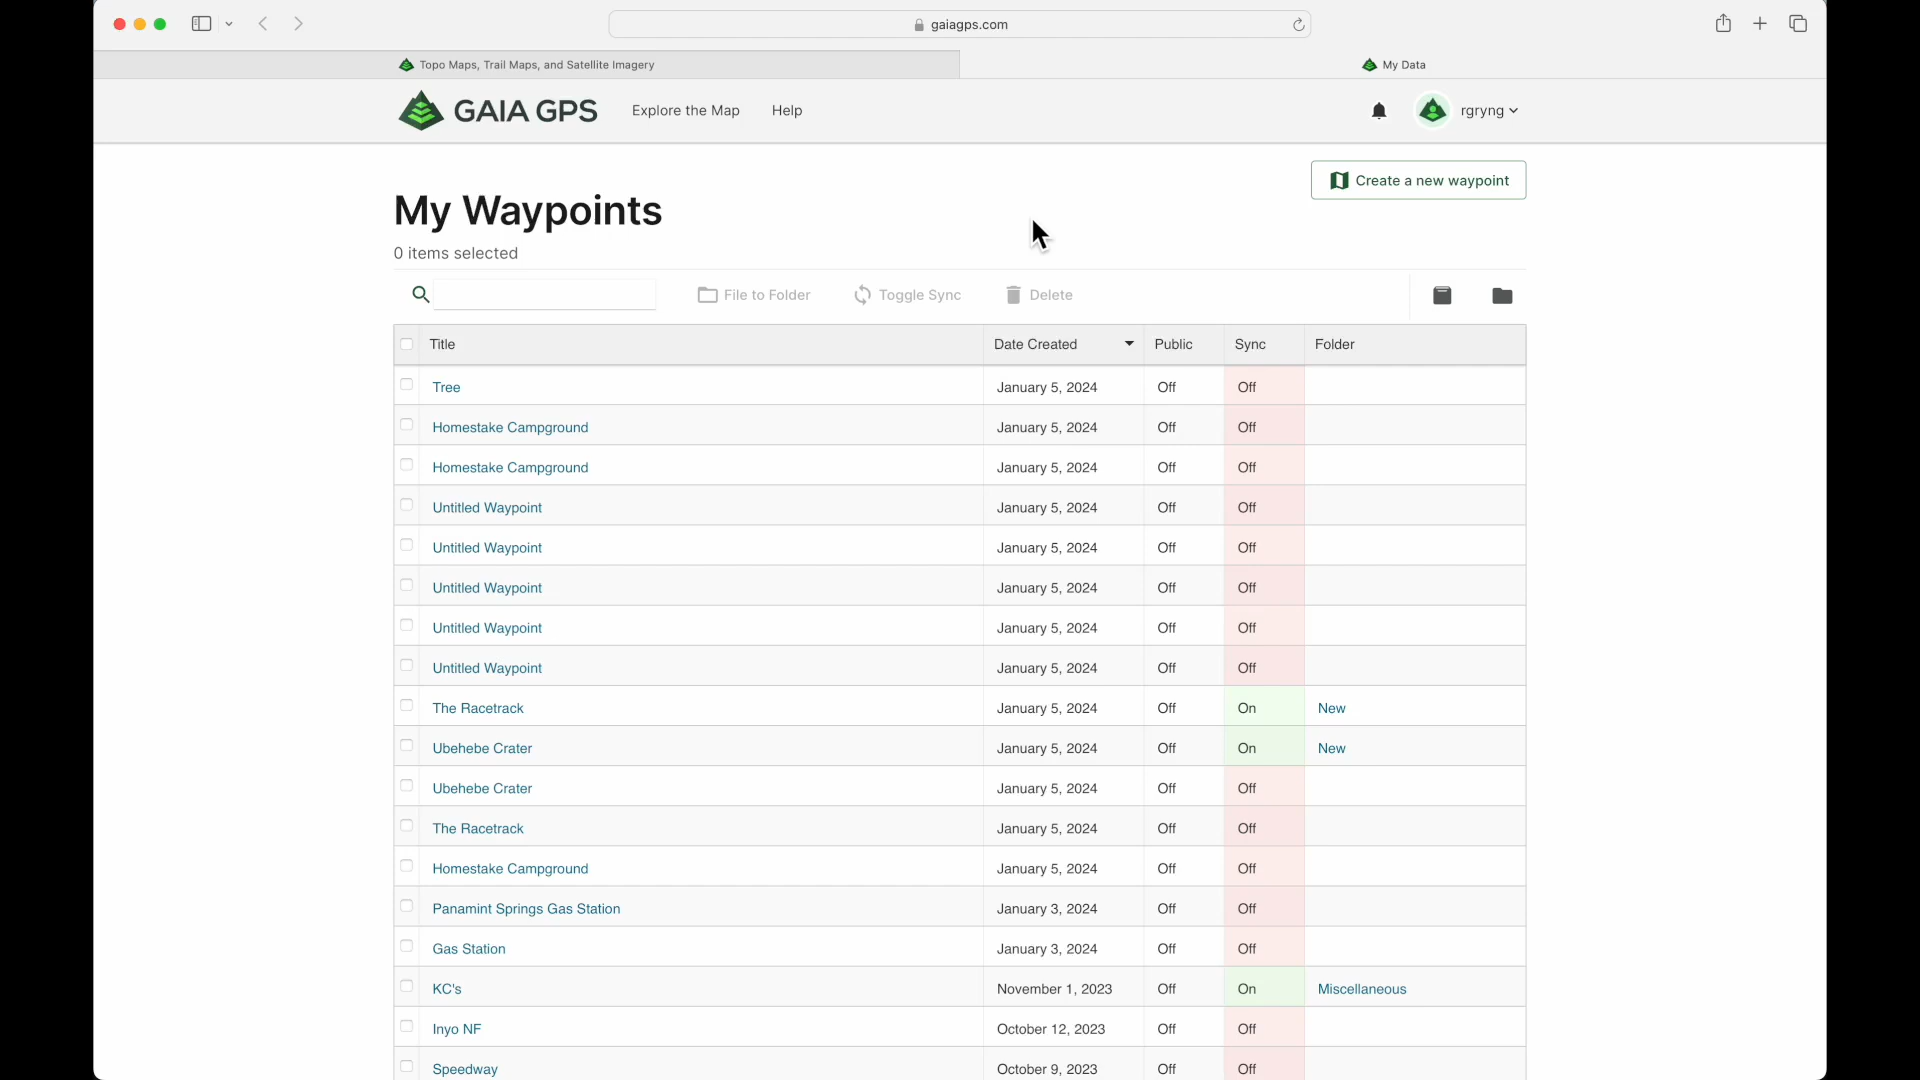 gaiagps.com
Topo Maps, Trail Maps, and Satellite Imagery
My Data
GAIA GPS
Explore the Map
Help
rgryng
Create a new waypoint
My Waypoints
0 items selected
File to Folder
Toggle Sync
Delete
Title Date Created Public Sync Folder
Tree January 5, 2024 Off Off
Homestake Campground January 5, 2024 Off Off
Homestake Campground January 5, 2024 Off Off
Untitled Waypoint January 5, 2024 Off Off
Untitled Waypoint January 5, 2024 Off Off
Untitled Waypoint January 5, 2024 Off Off
Untitled Waypoint January 5, 2024 Off Off
Untitled Waypoint January 5, 2024 Off Off
The Racetrack January 5, 2024 Off On New
Ubehebe Crater January 5, 2024 Off On New
Ubehebe Crater January 5, 2024 Off Off
The Racetrack January 5, 2024 Off Off
Homestake Campground January 5, 2024 Off Off
Panamint Springs Gas Station January 3, 2024 Off Off
Gas Station January 3, 2024 Off Off
KC's November 1, 2023 Off On Miscellaneous
Inyo NF October 12, 2023 Off Off
Speedway October 9, 2023 Off Off